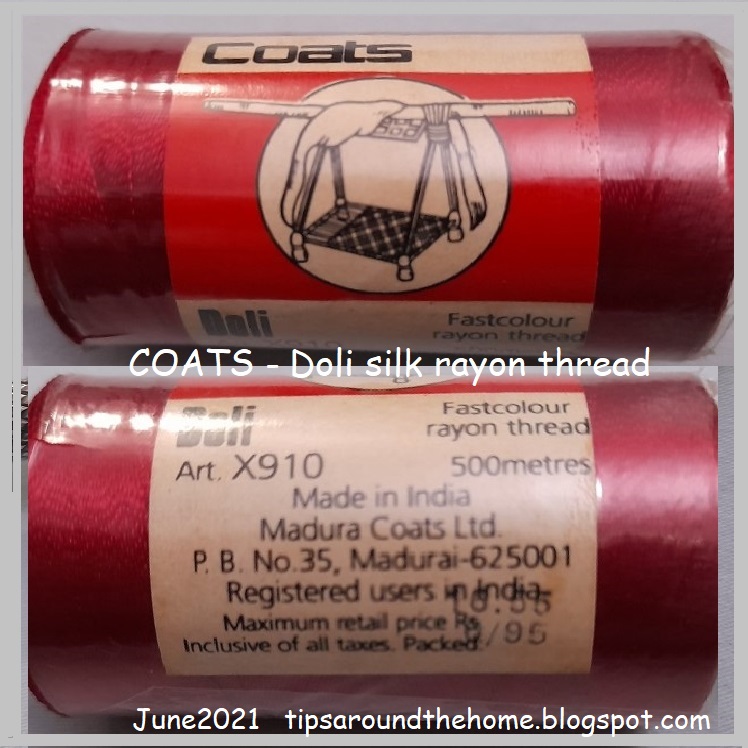 Coats
Doli
Fastcolour
rayon thread
COATS - Doli silk rayon thread
Doli
Fastcolour
rayon thread
Art. X910
500metres
Made in India
Madura Coats Ltd.
P. B. No.35, Madurai-625001
Registered users in India.
Maximum retail price Rs
Inclusive of all taxes. Packed: /95
June2021 tipsaroundthehome.blogspot.com